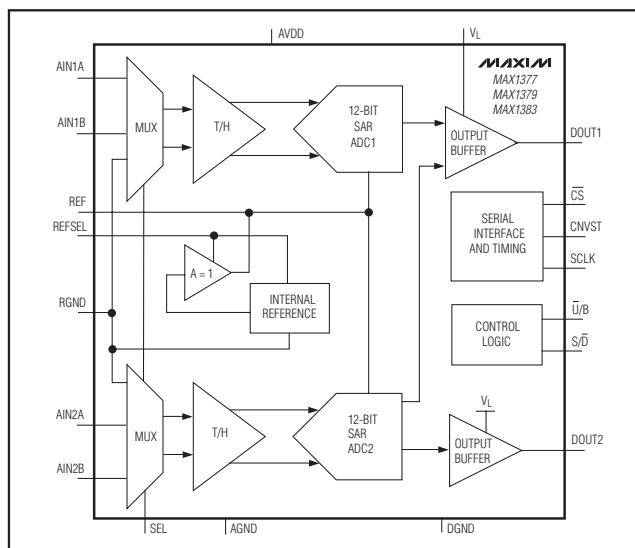 AVDD
VL
AIN1A
AIN1B
MUX
T/H
12-BIT
SAR
ADC1
MAXIM
MAX1377
MAX1379
MAX1383
OUTPUT
BUFFER
DOUT1
REF
REFSEL
A = 1
INTERNAL
REFERENCE
RGND
SERIAL
INTERFACE
AND TIMING
C̅S̅
CNVST
SCLK
CONTROL
LOGIC
U̅/B
S/D̅
AIN2A
AIN2B
MUX
T/H
12-BIT
SAR
ADC2
VL
OUTPUT
BUFFER
DOUT2
SEL
AGND
DGND